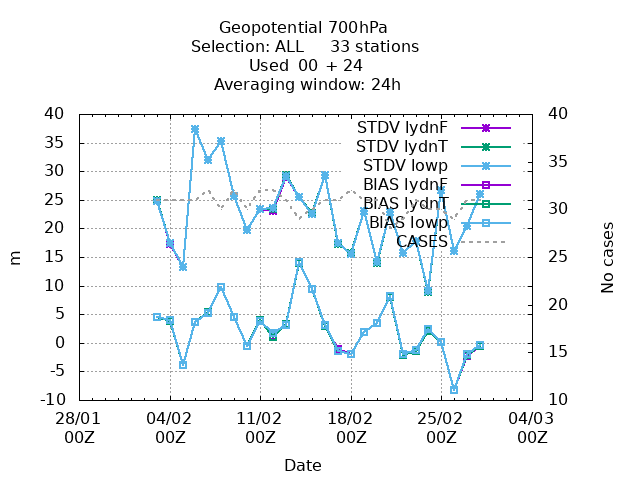 Geopotential 700hPa
Selection: ALL 33 stations
Used 00 + 24
Averaging window: 24h
STDV lydnF
STDV lydnT
STDV lowp
BIAS lydnF
BIAS lydnT
BIAS lowp
CASES
40
35
30
25
20
15
10
5
0
-5
-10
m
40
35
30
25
20
15
10
No cases
28/01 04/02 11/02 18/02 25/02 04/03
00Z 00Z 00Z 00Z 00Z 00Z
Date